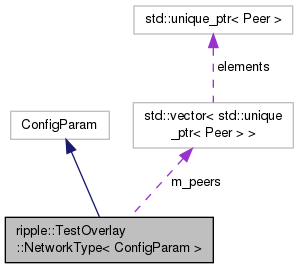 std::unique_ptr< Peer >
elements
ConfigParam
std::vector< std::unique
_ptr< Peer > >
m_peers
ripple::TestOverlay
::NetworkType< ConfigParam >